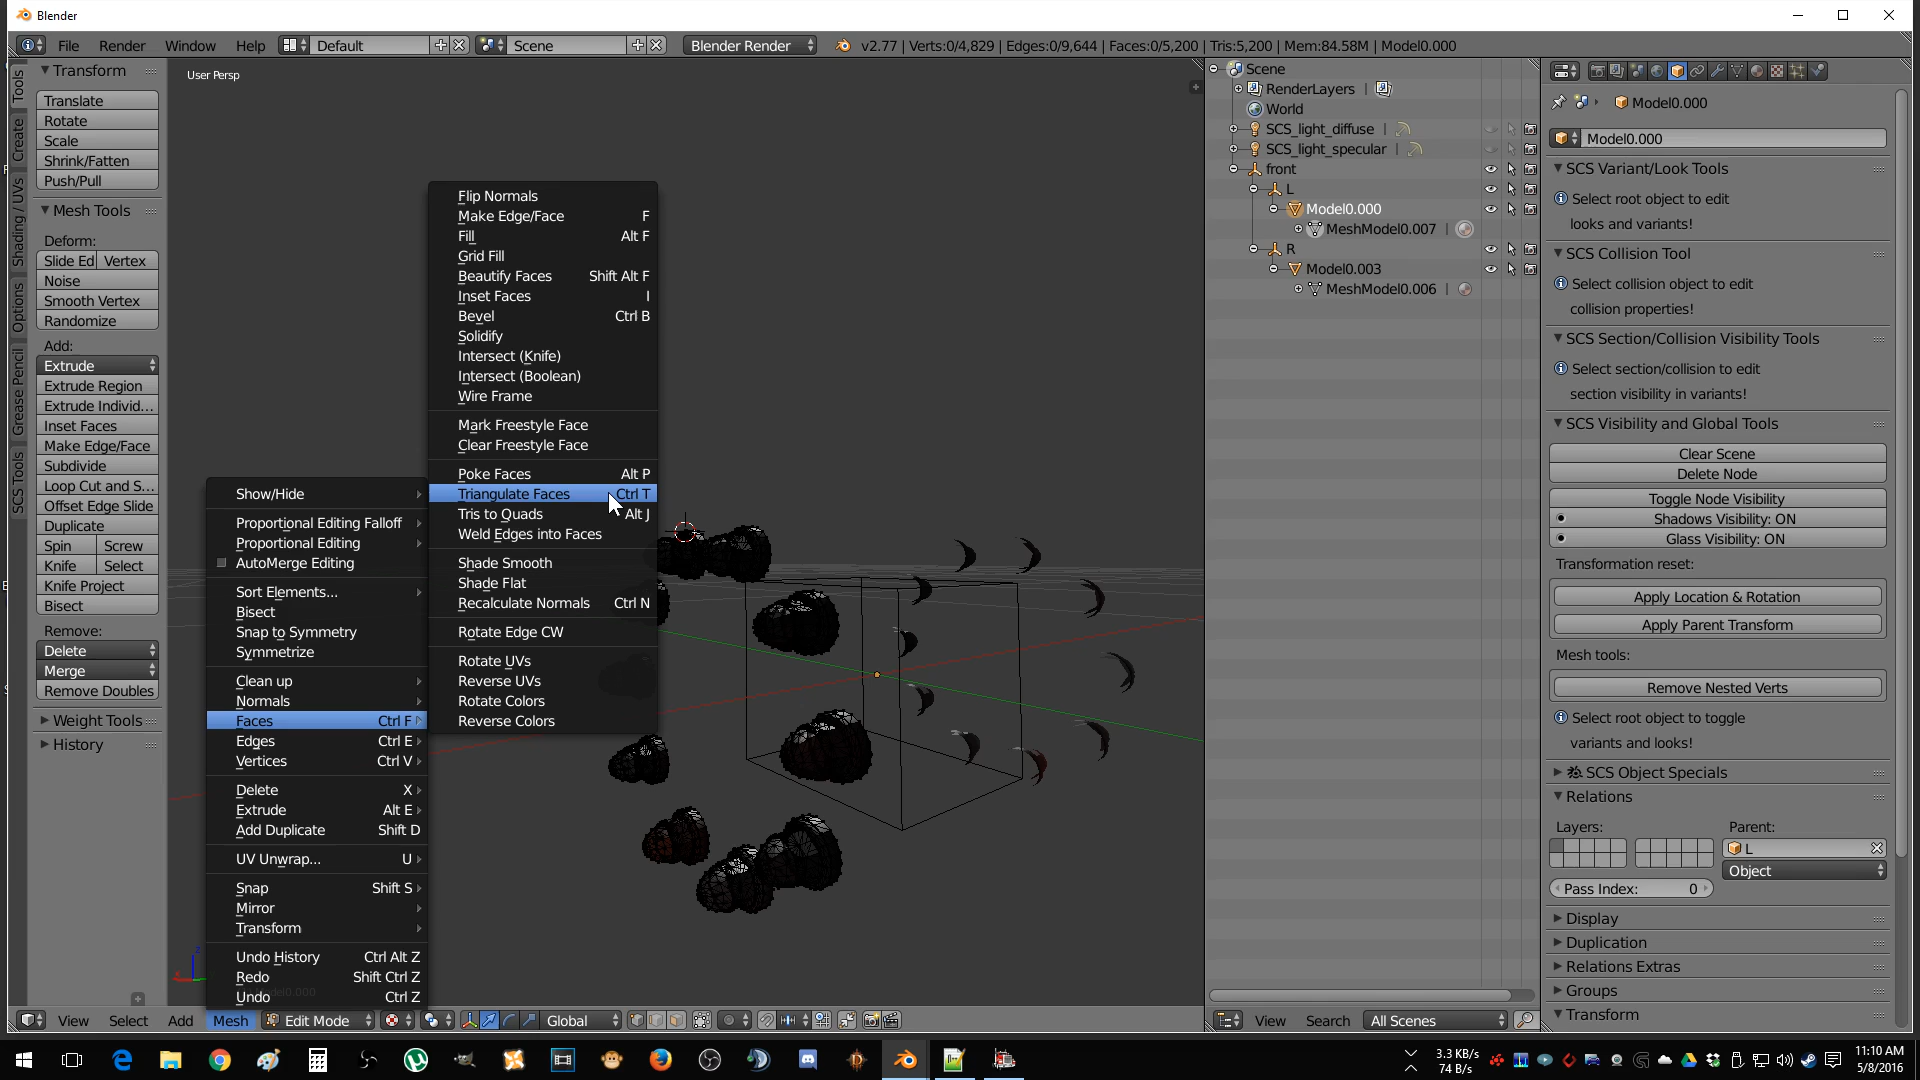 Blender
File Render Window Help Default Scene Blender Render v2.77 | Verts:0/4,829 | Edges:0/9,644 | Faces:0/5,200 | Tris:5,200 | Mem:84.58M | Model0.000
Tools
Create
Shading / UVs
Options
Grease Pencil
SCS Tools
Transform
Translate
Rotate
Scale
Shrink/Fatten
Push/Pull
Mesh Tools
Deform:
Slide Ed Vertex
Noise
Smooth Vertex
Randomize
Add:
Extrude
Extrude Region
Extrude Individ...
Inset Faces
Make Edge/Face
Subdivide
Loop Cut and S...
Offset Edge Slide
Duplicate
Spin Screw
Knife Select
Knife Project
Bisect
Remove:
Delete
Merge
Remove Doubles
Weight Tools
History
User Persp
Show/Hide
Proportional Editing Falloff
Proportional Editing
AutoMerge Editing
Sort Elements...
Bisect
Snap to Symmetry
Symmetrize
Clean up
Normals
Faces Ctrl F
Edges Ctrl E
Vertices Ctrl V
Delete X
Extrude Alt E
Add Duplicate Shift D
UV Unwrap... U
Snap Shift S
Mirror
Transform
Undo History Ctrl Alt Z
Redo Shift Ctrl Z
Undo Ctrl Z
Flip Normals
Make Edge/Face F
Fill Alt F
Grid Fill
Beautify Faces Shift Alt F
Inset Faces I
Bevel Ctrl B
Solidify
Intersect (Knife)
Intersect (Boolean)
Wire Frame
Mark Freestyle Face
Clear Freestyle Face
Poke Faces Alt P
Triangulate Faces Ctrl T
Tris to Quads Alt J
Weld Edges into Faces
Shade Smooth
Shade Flat
Recalculate Normals Ctrl N
Rotate Edge CW
Rotate UVs
Reverse UVs
Rotate Colors
Reverse Colors
View Select Add Mesh Edit Mode Global
Scene
RenderLayers |
World
SCS_light_diffuse |
SCS_light_specular |
front
L
Model0.000
MeshModel0.007 |
R
Model0.003
MeshModel0.006 |
View Search All Scenes
Model0.000
Model0.000
SCS Variant/Look Tools
Select root object to edit
looks and variants!
SCS Collision Tool
Select collision object to edit
collision properties!
SCS Section/Collision Visibility Tools
Select section/collision to edit
section visibility in variants!
SCS Visibility and Global Tools
Clear Scene
Delete Node
Toggle Node Visibility
Shadows Visibility: ON
Glass Visibility: ON
Transformation reset:
Apply Location & Rotation
Apply Parent Transform
Mesh tools:
Remove Nested Verts
Select root object to toggle
variants and looks!
SCS Object Specials
Relations
Layers: Parent:
L
Object
Pass Index: 0
Display
Duplication
Relations Extras
Groups
Transform
3.3 KB/s
74 B/s
11:10 AM
5/8/2016